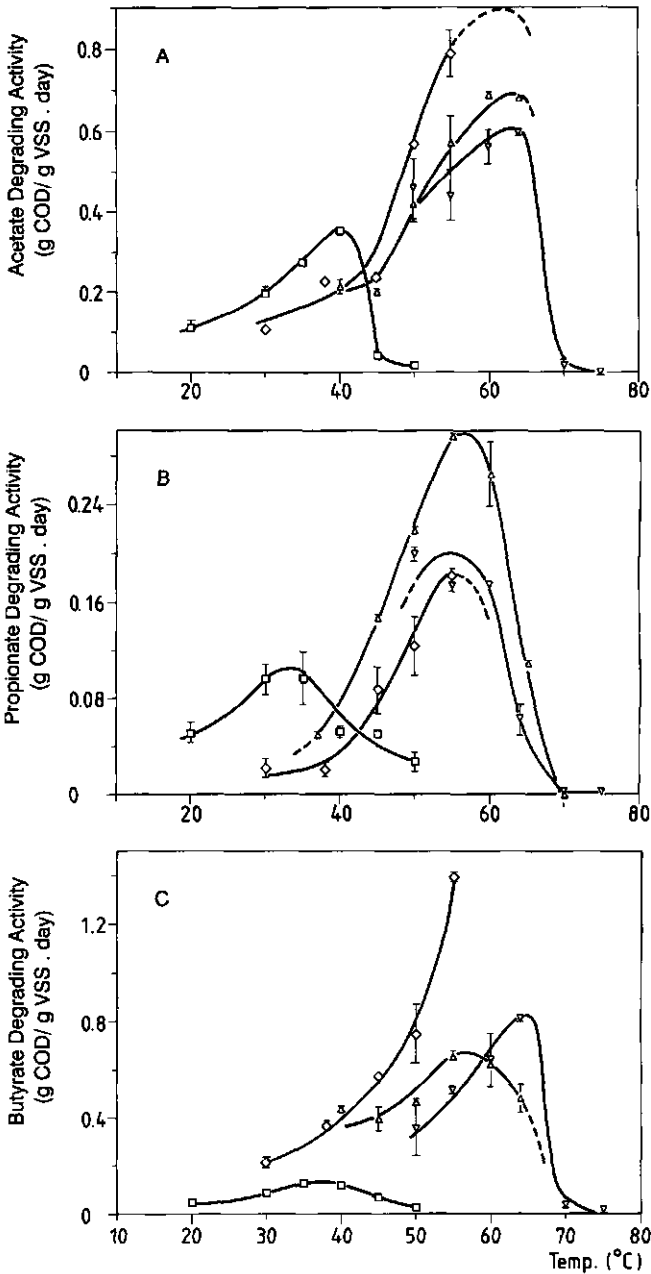 A
Acetate Degrading Activity
(g COD/ g VSS . day)
0.8
0.6
0.4
0.2
0
20
40
60
80
B
Propionate Degrading Activity
(g COD/ g VSS . day)
0.24
0.16
0.08
0
20
40
60
80
C
Butyrate Degrading Activity
(g COD/ g VSS . day)
1.2
0.8
0.4
0
10
20
30
40
50
60
70
80
Temp. (°C)